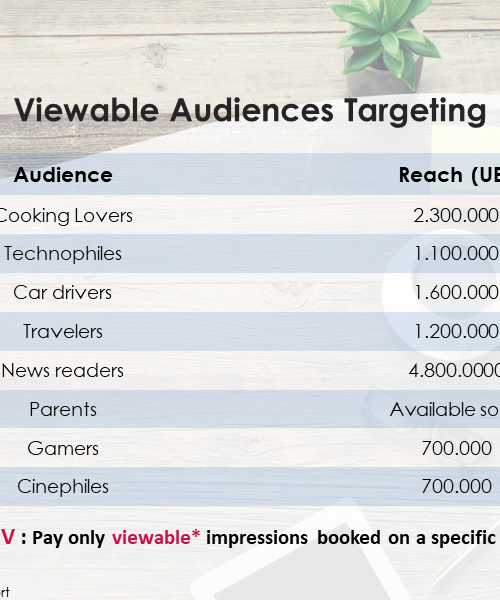 Viewable Audiences Targeting
Audience Reach (UB
Cooking Lovers 2.300.000
Technophiles 1.100.000
Car drivers 1.600.000
Travelers 1.200.000
News readers 4.800.0000
Parents Available so
Gamers 700.000
Cinephiles 700.000
V : Pay only viewable* impressions booked on a specific
rt